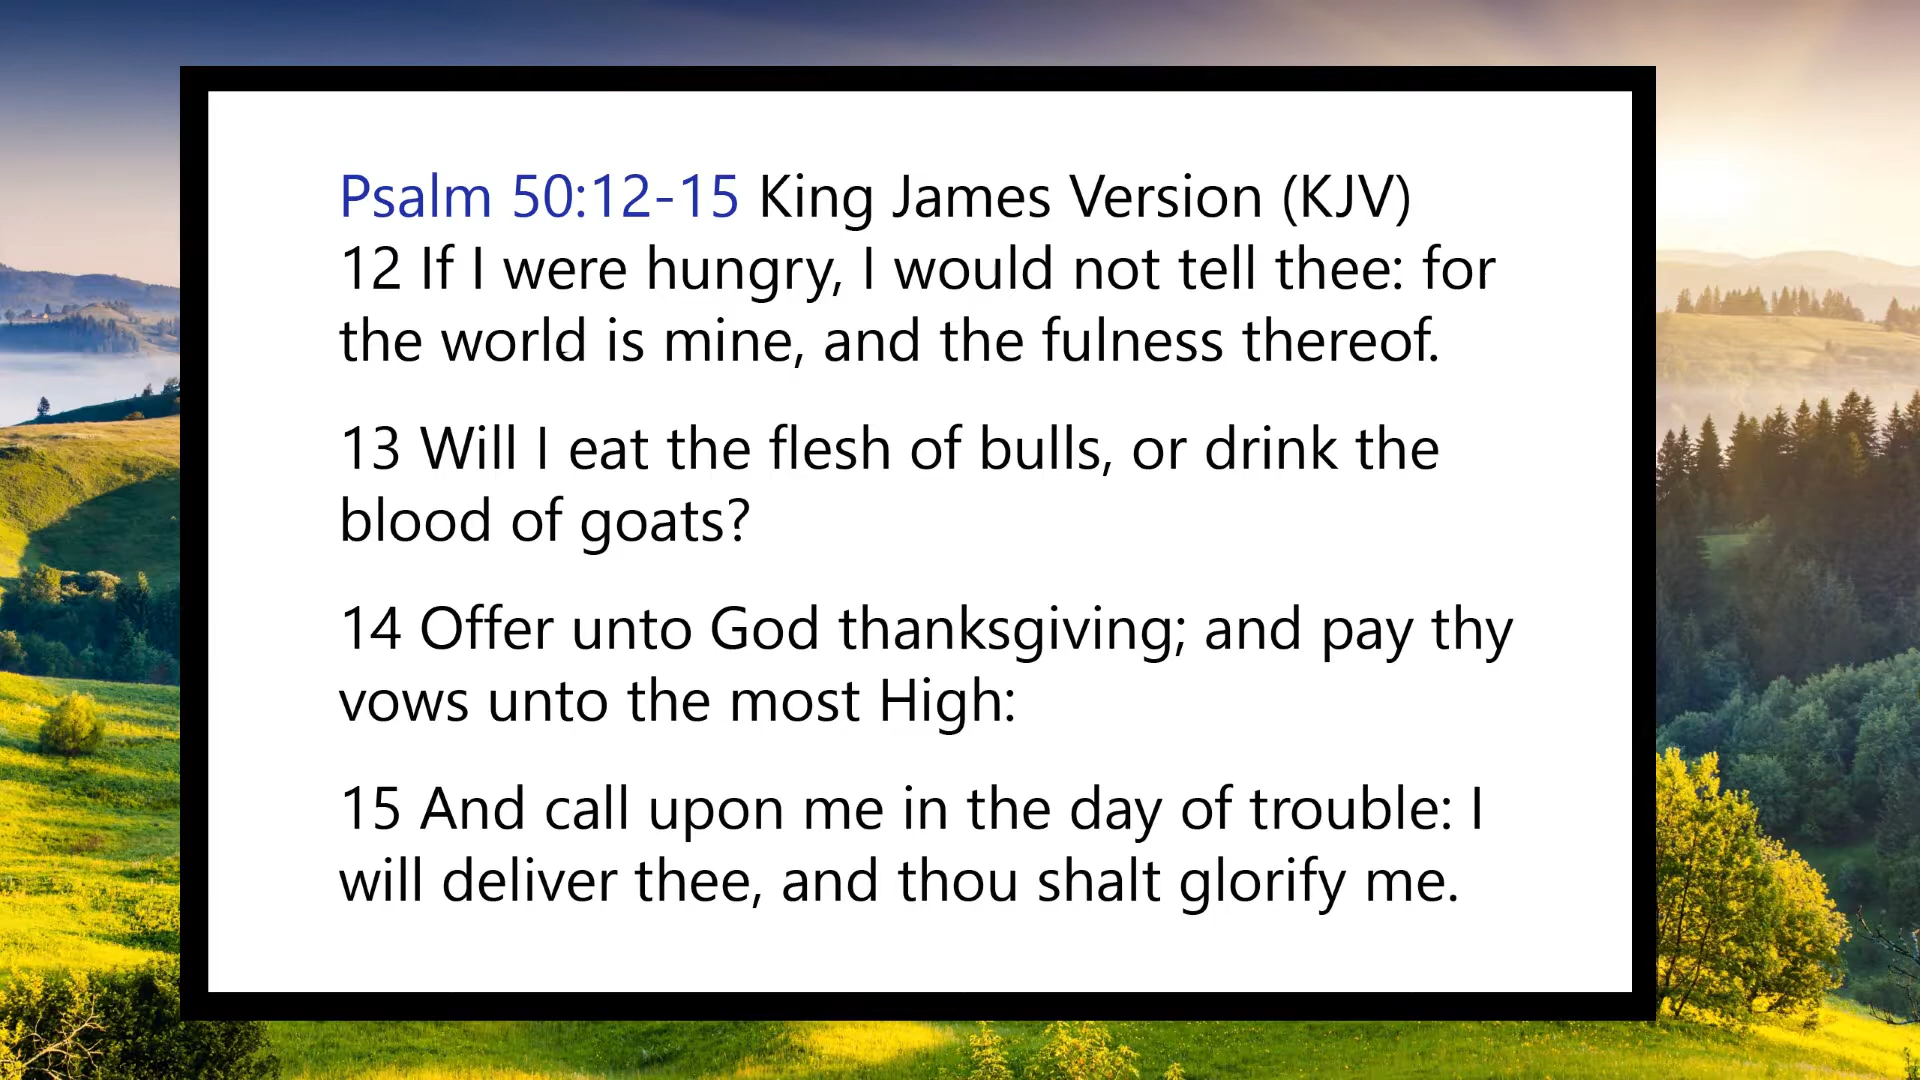 Psalm 50:12-15 King James Version (KJV)
12 If I were hungry, I would not tell thee: for
the world is mine, and the fulness thereof.
13 Will I eat the flesh of bulls, or drink the
blood of goats?
14 Offer unto God thanksgiving; and pay thy
vows unto the most High:
15 And call upon me in the day of trouble: I
will deliver thee, and thou shalt glorify me.